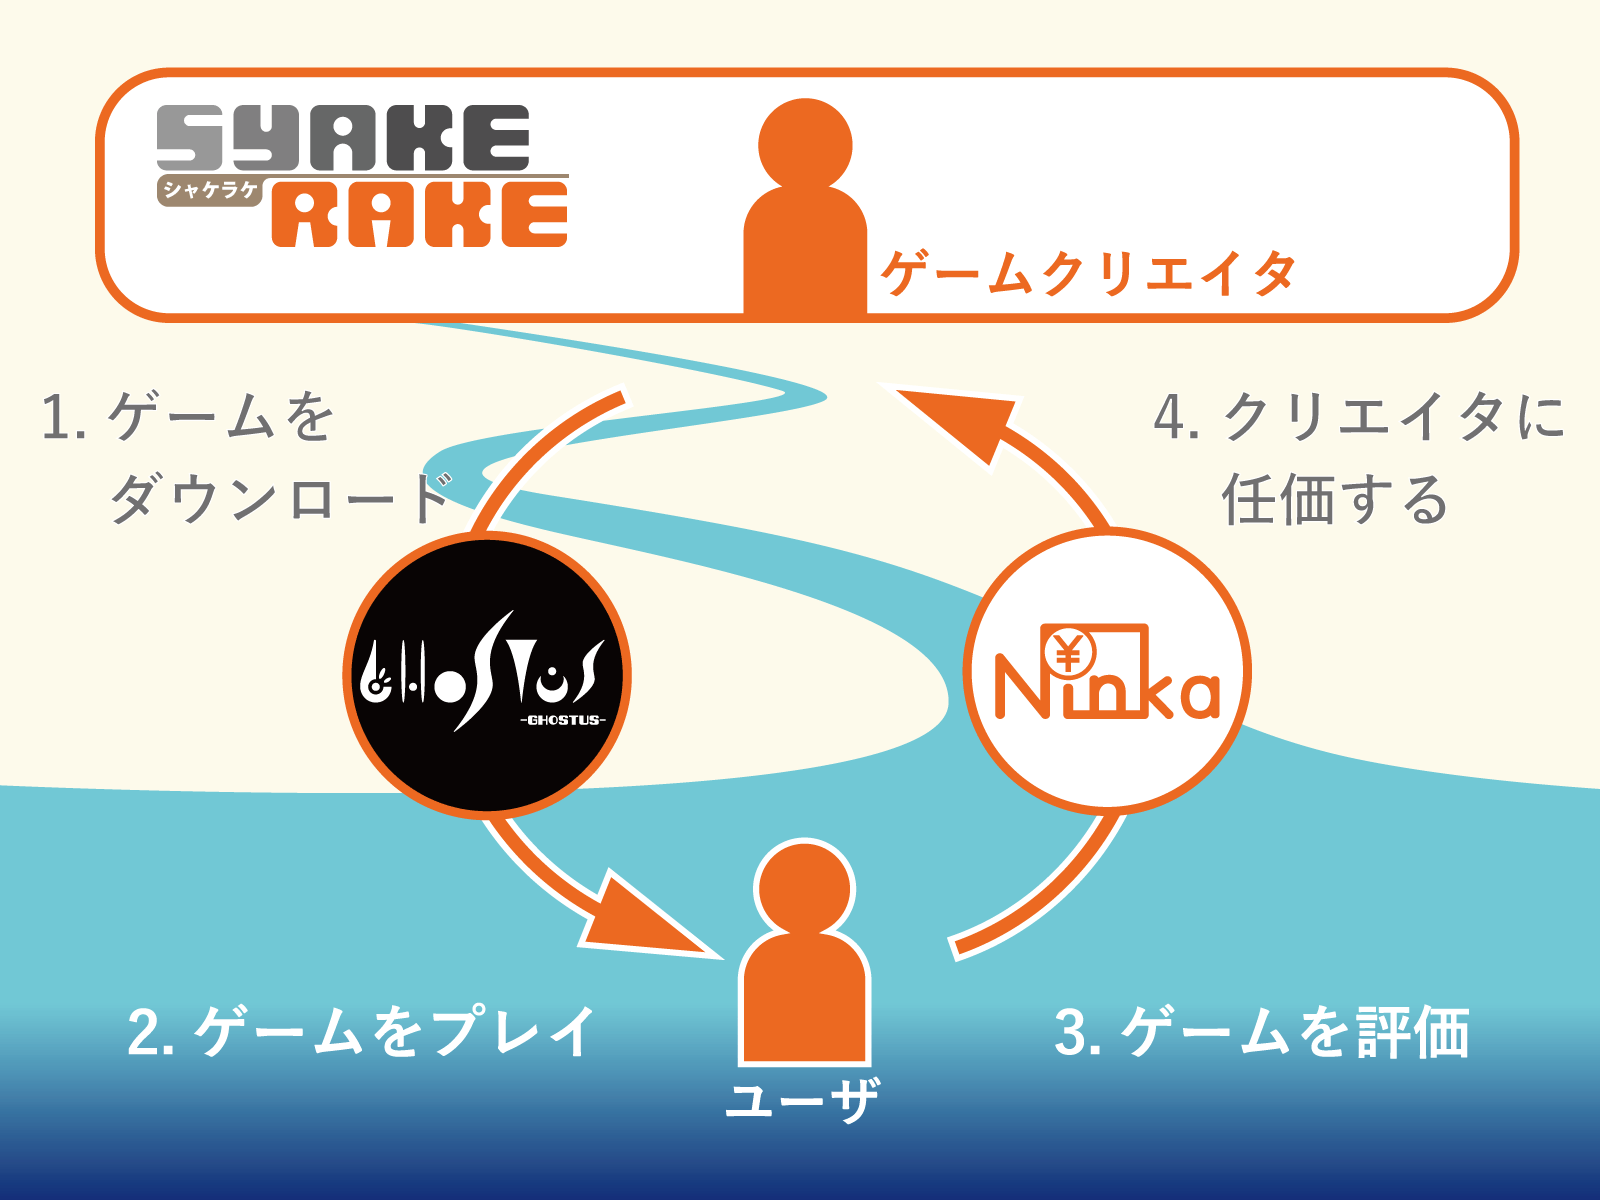 SYAKE
シャケラケ
RAKE
ゲームクリエイタ
1. ゲームを
ダウンロード
4. クリエイタに
任価する
GHOSTUS
-GHOSTUS-
¥
Ninka
2. ゲームをプレイ
3. ゲームを評価
ユーザ